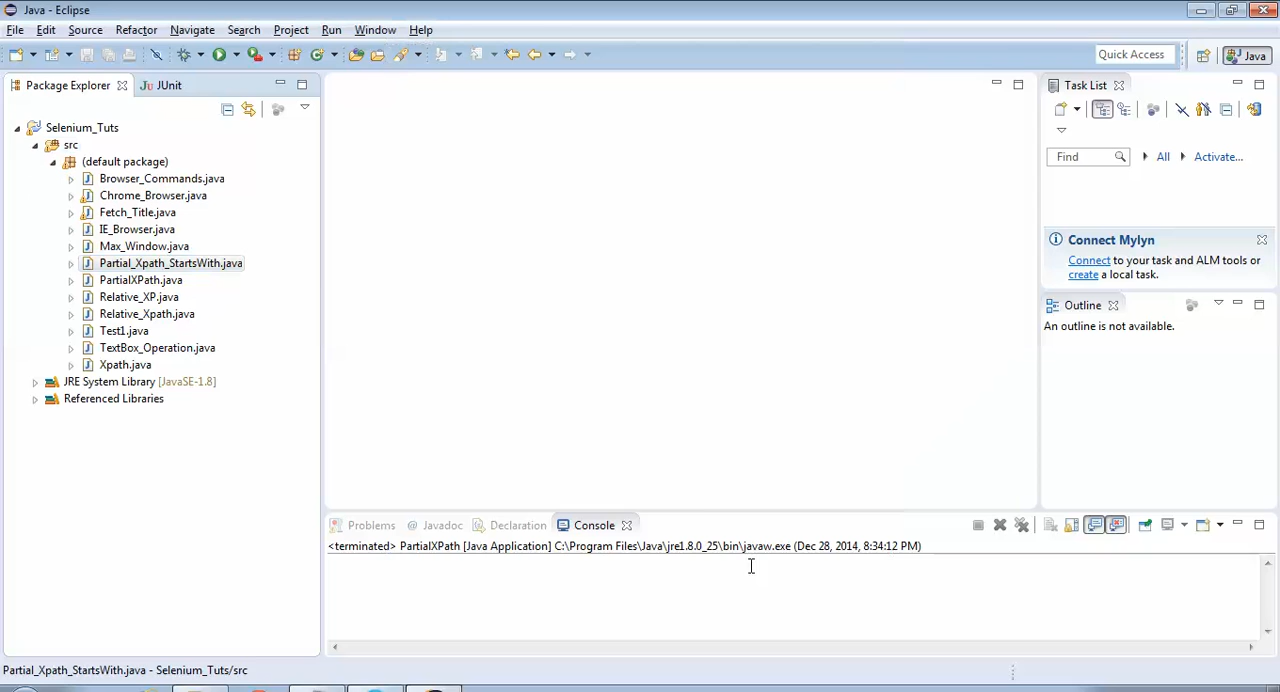 Java - Eclipse
File Edit Source Refactor Navigate Search Project Run Window Help
Quick Access
Java
Package Explorer
Ju JUnit
Selenium_Tuts
src
(default package)
Browser_Commands.java
Chrome_Browser.java
Fetch_Title.java
IE_Browser.java
Max_Window.java
Partial_Xpath_StartsWith.java
PartialXPath.java
Relative_XP.java
Relative_Xpath.java
Test1.java
TextBox_Operation.java
Xpath.java
JRE System Library [JavaSE-1.8]
Referenced Libraries
Task List
Find
All
Activate...
Connect Mylyn
Connect to your task and ALM tools or
create a local task.
Outline
An outline is not available.
Problems @ Javadoc Declaration Console
<terminated> PartialXPath [Java Application] C:\Program Files\Java\jre1.8.0_25\bin\javaw.exe (Dec 28, 2014, 8:34:12 PM)
Partial_Xpath_StartsWith.java - Selenium_Tuts/src